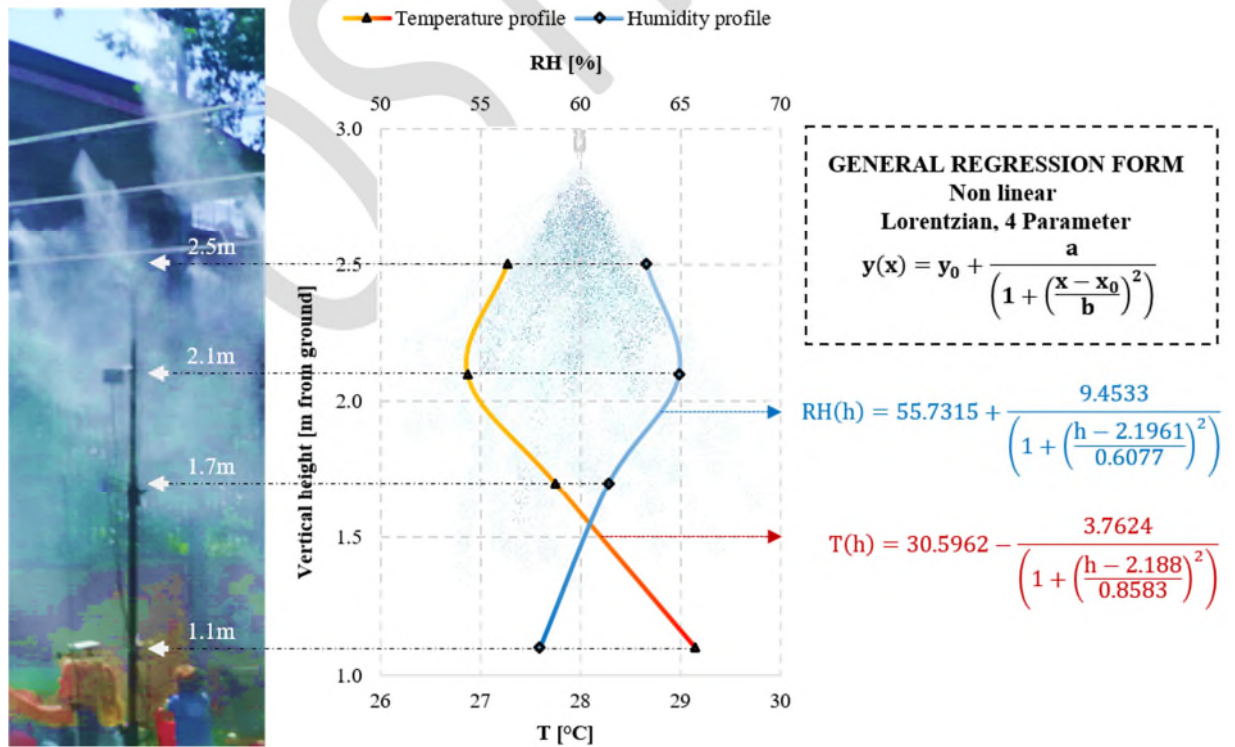 Temperature profile Humidity profile
RH [%]
50 55 60 65 70
3.0
2.5
2.0
1.5
1.0
Vertical height [m from ground]
26 27 28 29 30
T [°C]
2.5m
2.1m
1.7m
1.1m
GENERAL REGRESSION FORM
Non linear
Lorentzian, 4 Parameter
y(x) = y₀ + a / (1 + ((x − x₀) / b)²)
RH(h) = 55.7315 + 9.4533 / (1 + ((h − 2.1961) / 0.6077)²)
T(h) = 30.5962 − 3.7624 / (1 + ((h − 2.188) / 0.8583)²)